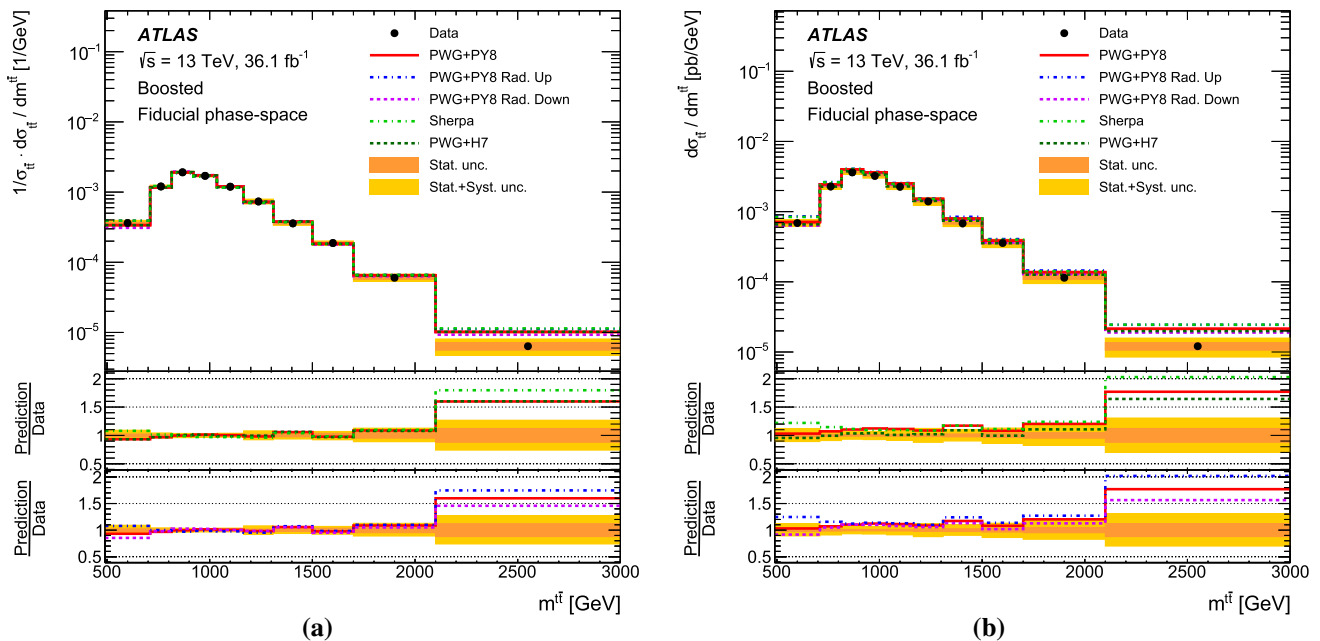 ATLAS
√s = 13 TeV, 36.1 fb⁻¹
Boosted
Fiducial phase-space
Data
PWG+PY8
PWG+PY8 Rad. Up
PWG+PY8 Rad. Down
Sherpa
PWG+H7
Stat. unc.
Stat.+Syst. unc.
1/σ_tt̄ · dσ_tt̄ / dm^tt̄ [1/GeV]
10⁻¹
10⁻²
10⁻³
10⁻⁴
10⁻⁵
Prediction
Data
2
1.5
1
0.5
Prediction
Data
2
1.5
1
0.5
500 1000 1500 2000 2500 3000
m^tt̄ [GeV]
(a)
ATLAS
√s = 13 TeV, 36.1 fb⁻¹
Boosted
Fiducial phase-space
Data
PWG+PY8
PWG+PY8 Rad. Up
PWG+PY8 Rad. Down
Sherpa
PWG+H7
Stat. unc.
Stat.+Syst. unc.
dσ_tt̄ / dm^tt̄ [pb/GeV]
10⁻¹
10⁻²
10⁻³
10⁻⁴
10⁻⁵
Prediction
Data
2
1.5
1
0.5
Prediction
Data
2
1.5
1
0.5
500 1000 1500 2000 2500 3000
m^tt̄ [GeV]
(b)